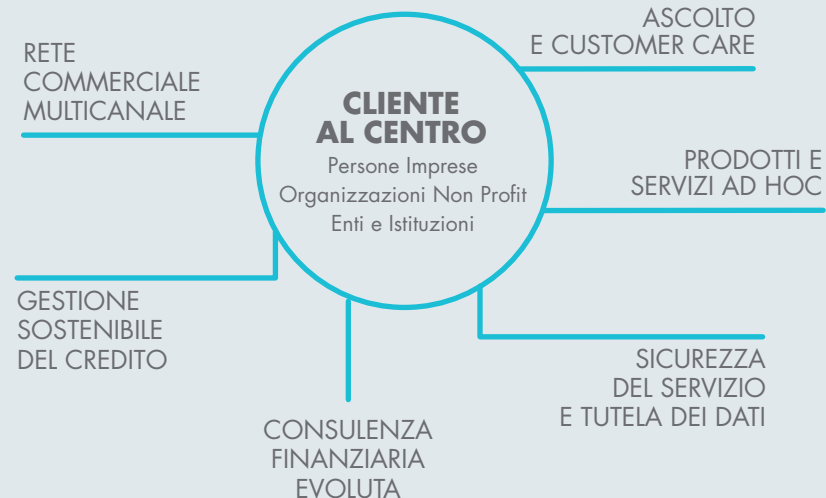 RETE
COMMERCIALE
MULTICANALE
ASCOLTO
E CUSTOMER CARE
CLIENTE
AL CENTRO
Persone Imprese
Organizzazioni Non Profit
Enti e Istituzioni
PRODOTTI E
SERVIZI AD HOC
GESTIONE
SOSTENIBILE
DEL CREDITO
CONSULENZA
FINANZIARIA
EVOLUTA
SICUREZZA
DEL SERVIZIO
E TUTELA DEI DATI